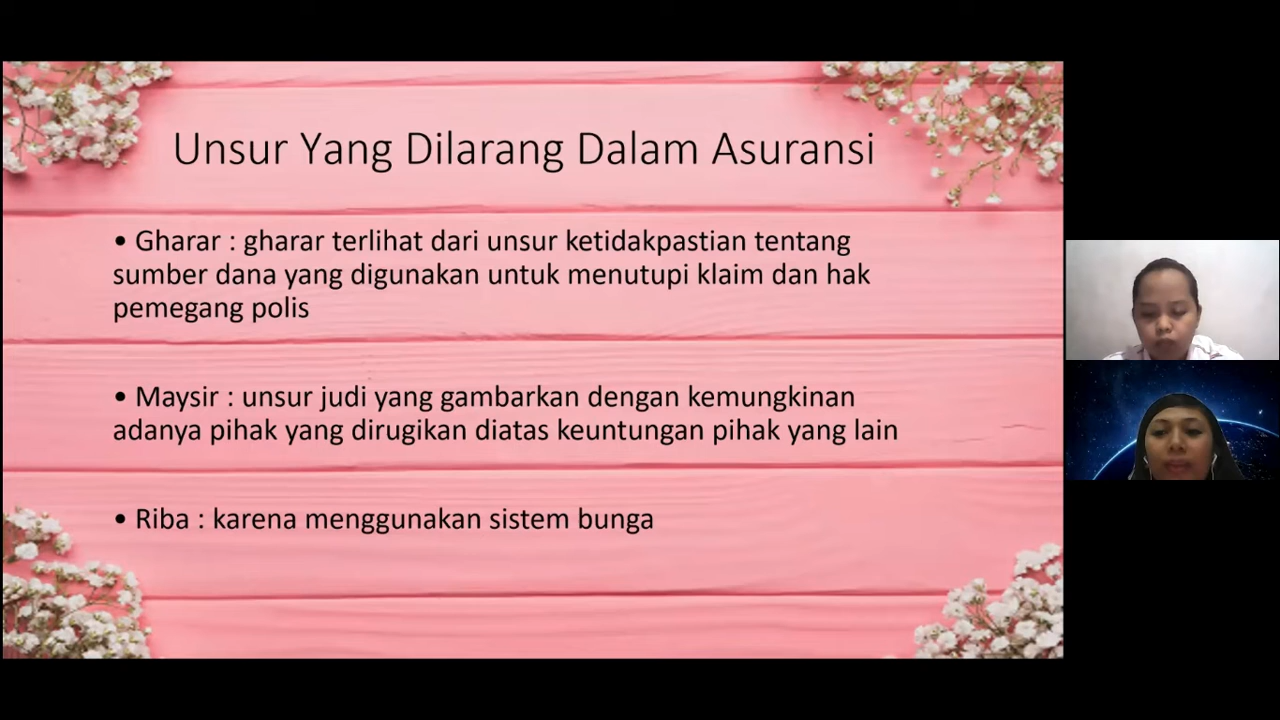 Unsur Yang Dilarang Dalam Asuransi
• Gharar : gharar terlihat dari unsur ketidakpastian tentang
sumber dana yang digunakan untuk menutupi klaim dan hak
pemegang polis
• Maysir : unsur judi yang gambarkan dengan kemungkinan
adanya pihak yang dirugikan diatas keuntungan pihak yang lain
• Riba : karena menggunakan sistem bunga